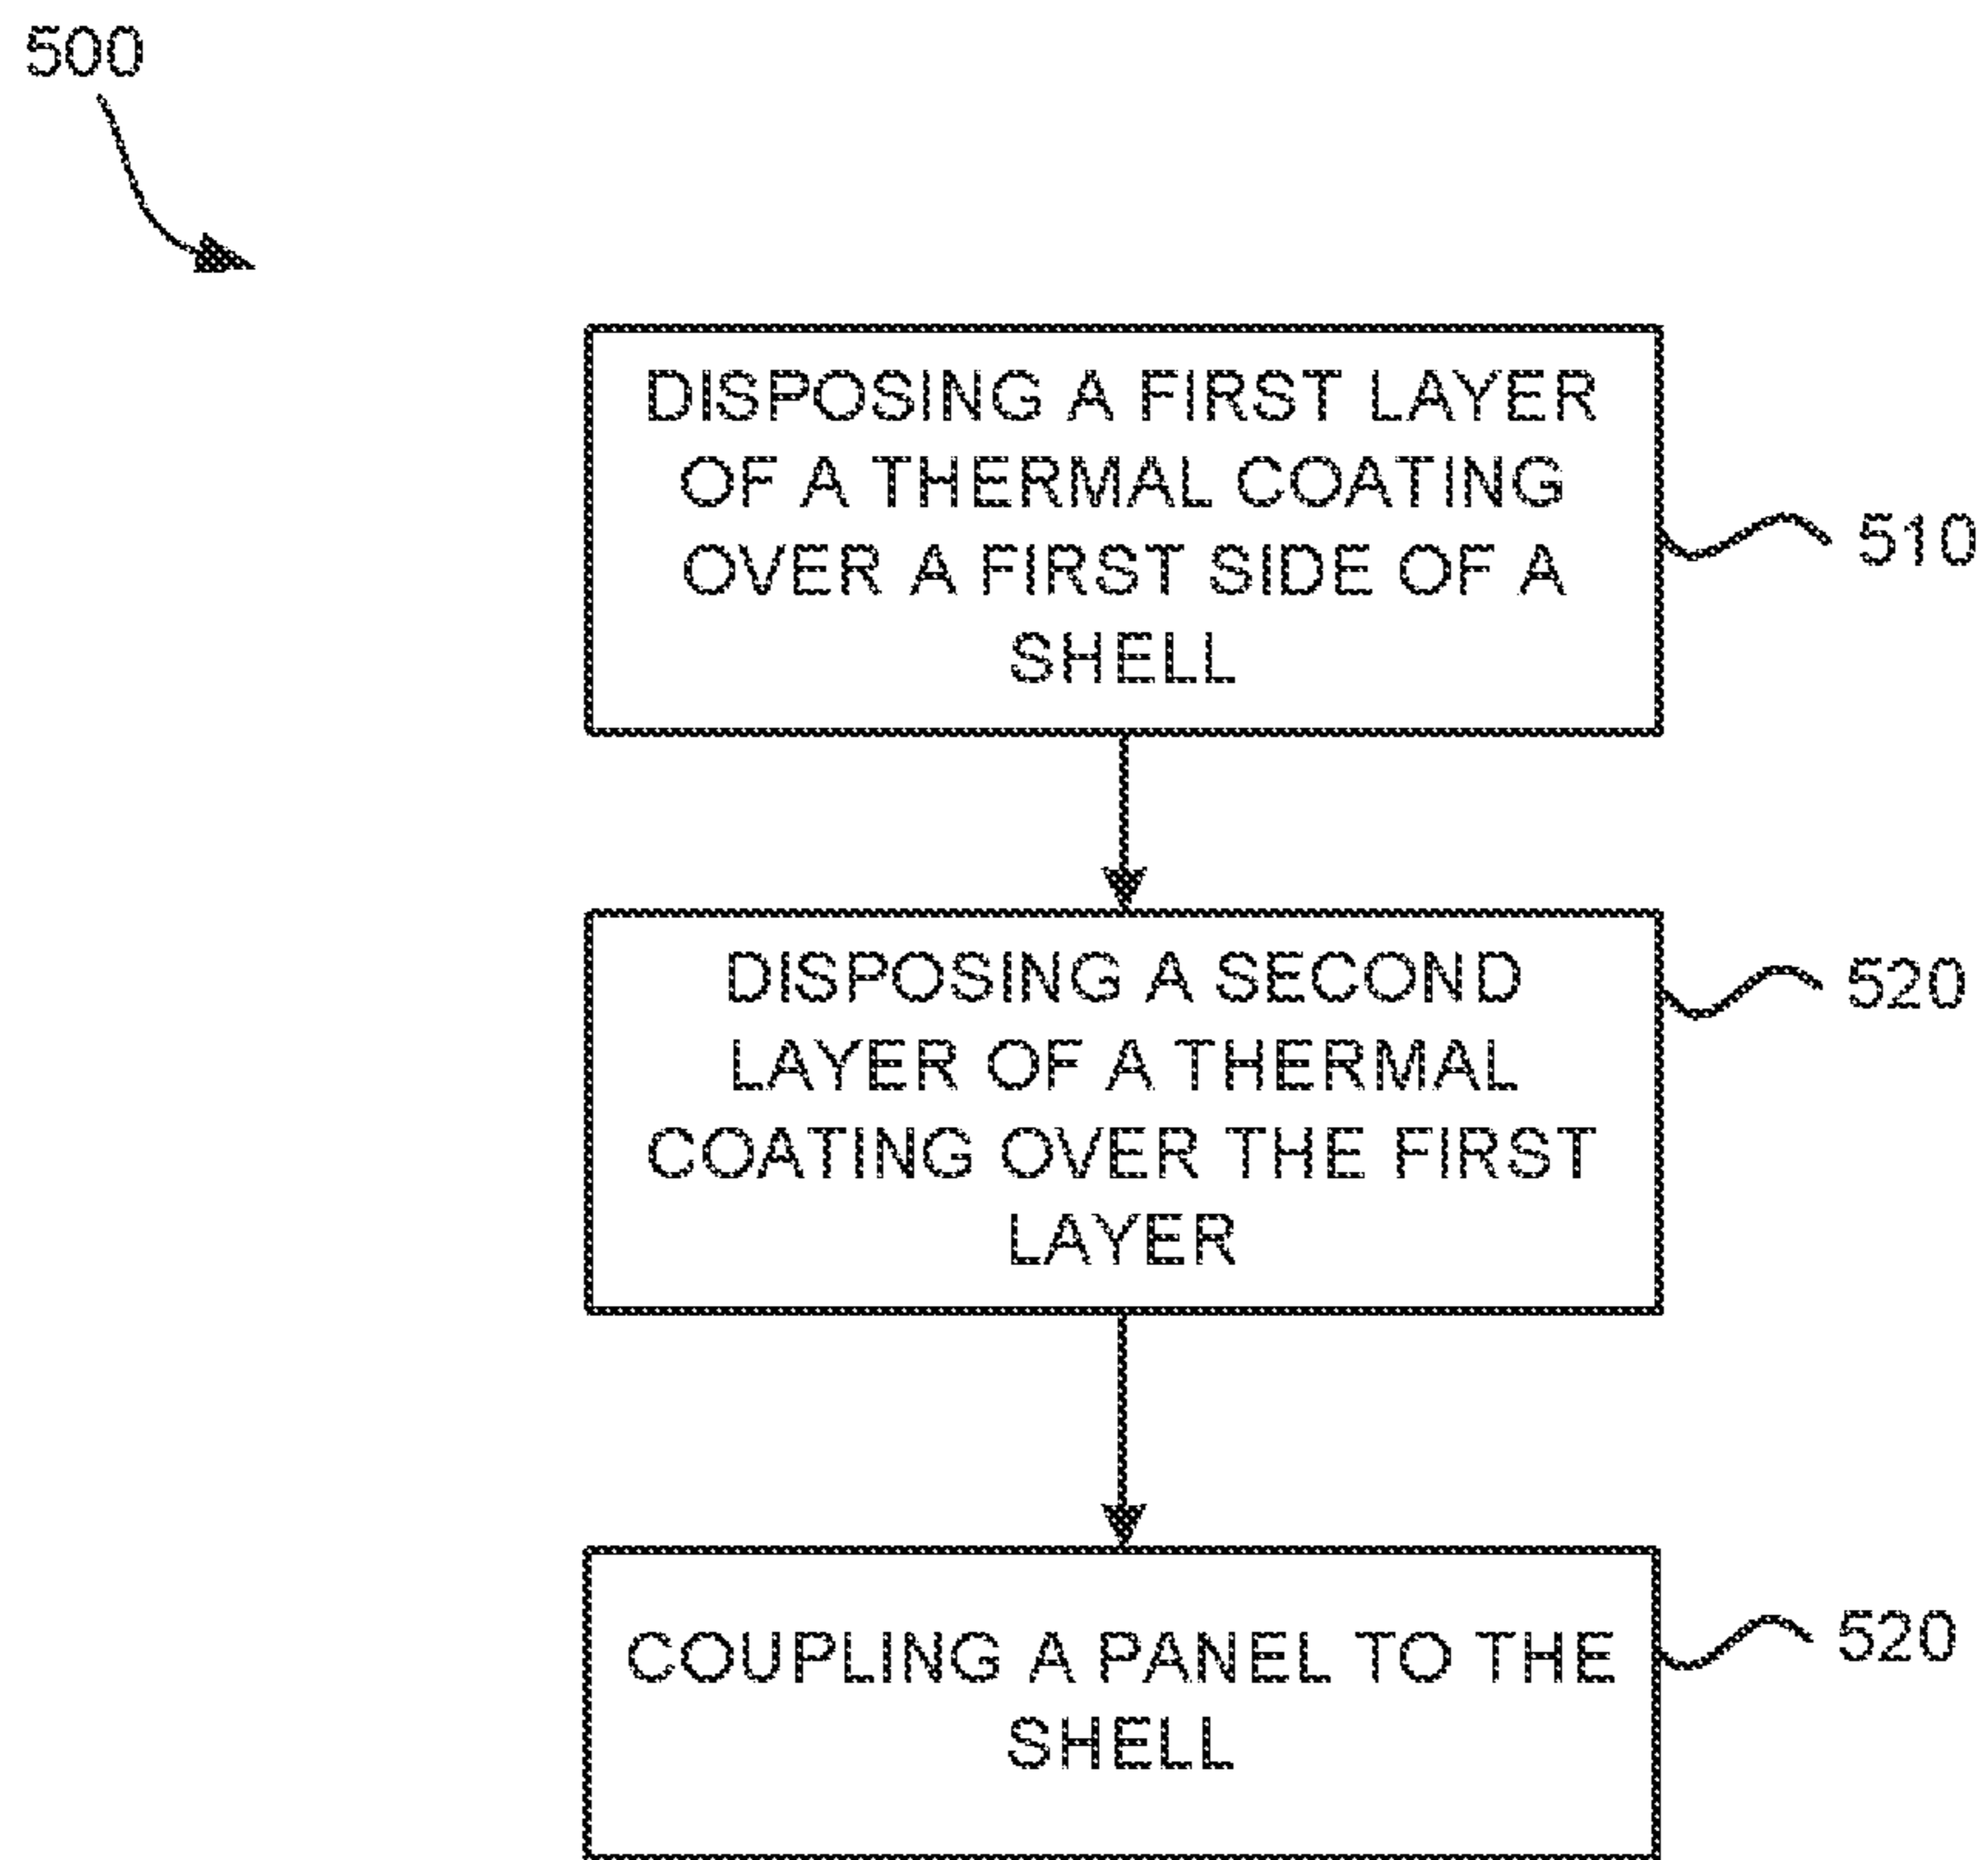 500
DISPOSING A FIRST LAYER
OF A THERMAL COATING
OVER A FIRST SIDE OF A
SHELL
510
DISPOSING A SECOND
LAYER OF A THERMAL
COATING OVER THE FIRST
LAYER
520
COUPLING A PANEL TO THE
SHELL
520